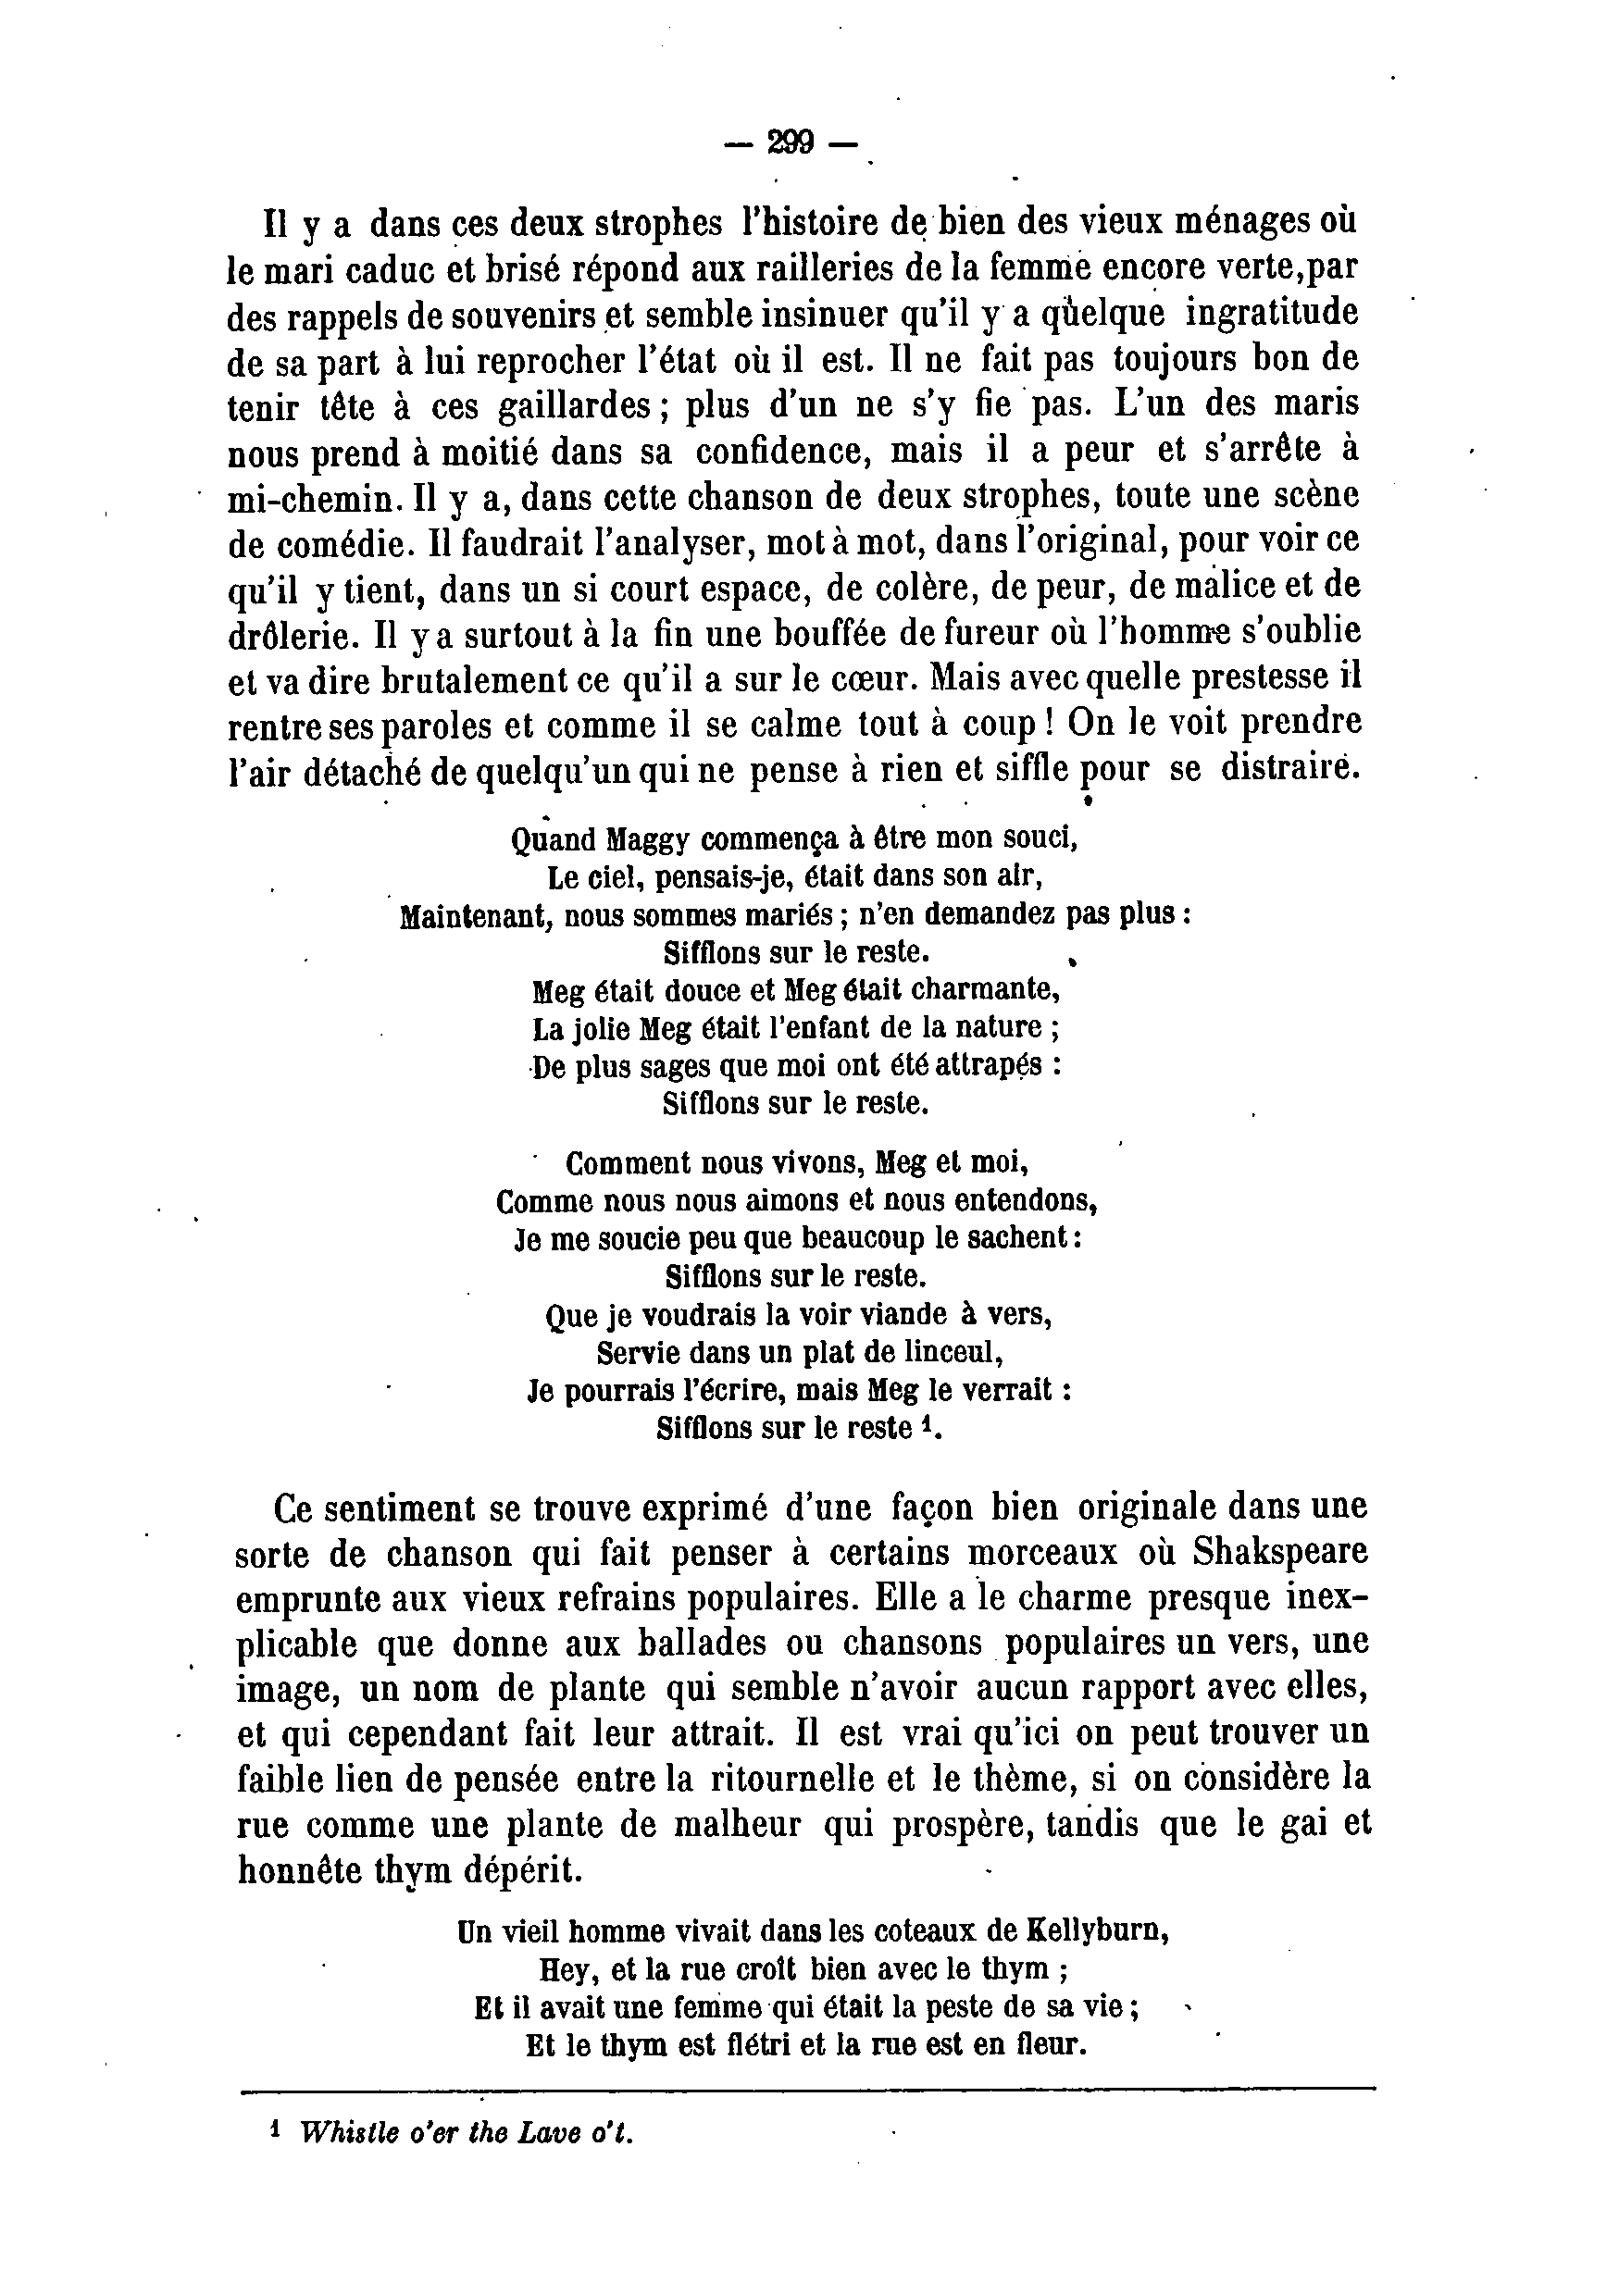 — 299 —
Il y a dans ces deux strophes l'histoire de bien des vieux ménages où
le mari caduc et brisé répond aux railleries de la femme encore verte, par
des rappels de souvenirs et semble insinuer qu'il y a quelque ingratitude
de sa part à lui reprocher l'état où il est. Il ne fait pas toujours bon de
tenir tête à ces gaillardes ; plus d'un ne s'y fie pas. L'un des maris
nous prend à moitié dans sa confidence, mais il a peur et s'arrête à
mi-chemin. Il y a, dans cette chanson de deux strophes, toute une scène
de comédie. Il faudrait l'analyser, mot à mot, dans l'original, pour voir ce
qu'il y tient, dans un si court espace, de colère, de peur, de malice et de
drôlerie. Il y a surtout à la fin une bouffée de fureur où l'homme s'oublie
et va dire brutalement ce qu'il a sur le cœur. Mais avec quelle prestesse il
rentre ses paroles et comme il se calme tout à coup ! On le voit prendre
l'air détaché de quelqu'un qui ne pense à rien et siffle pour se distraire.
Quand Maggy commença à être mon souci,
Le ciel, pensais-je, était dans son air,
Maintenant, nous sommes mariés ; n'en demandez pas plus :
Sifflons sur le reste.
Meg était douce et Meg était charmante,
La jolie Meg était l'enfant de la nature ;
De plus sages que moi ont été attrapés :
Sifflons sur le reste.
Comment nous vivons, Meg et moi,
Comme nous nous aimons et nous entendons,
Je me soucie peu que beaucoup le sachent :
Sifflons sur le reste.
Que je voudrais la voir viande à vers,
Servie dans un plat de linceul,
Je pourrais l'écrire, mais Meg le verrait :
Sifflons sur le reste 1.
Ce sentiment se trouve exprimé d'une façon bien originale dans une
sorte de chanson qui fait penser à certains morceaux où Shakspeare
emprunte aux vieux refrains populaires. Elle a le charme presque inex-
plicable que donne aux ballades ou chansons populaires un vers, une
image, un nom de plante qui semble n'avoir aucun rapport avec elles,
et qui cependant fait leur attrait. Il est vrai qu'ici on peut trouver un
faible lien de pensée entre la ritournelle et le thème, si on considère la
rue comme une plante de malheur qui prospère, tandis que le gai et
honnête thym dépérit.
Un vieil homme vivait dans les coteaux de Kellyburn,
Hey, et la rue croît bien avec le thym ;
Et il avait une femme qui était la peste de sa vie ;
Et le thym est flétri et la rue est en fleur.
1 Whistle o'er the Lave o't.